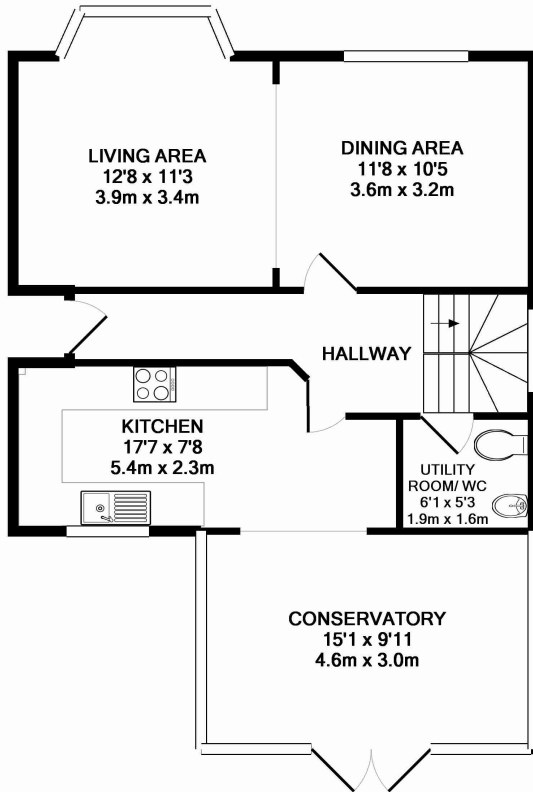 LIVING AREA
12'8 x 11'3
3.9m x 3.4m
DINING AREA
11'8 x 10'5
3.6m x 3.2m
HALLWAY
KITCHEN
17'7 x 7'8
5.4m x 2.3m
UTILITY
ROOM/ WC
6'1 x 5'3
1.9m x 1.6m
CONSERVATORY
15'1 x 9'11
4.6m x 3.0m